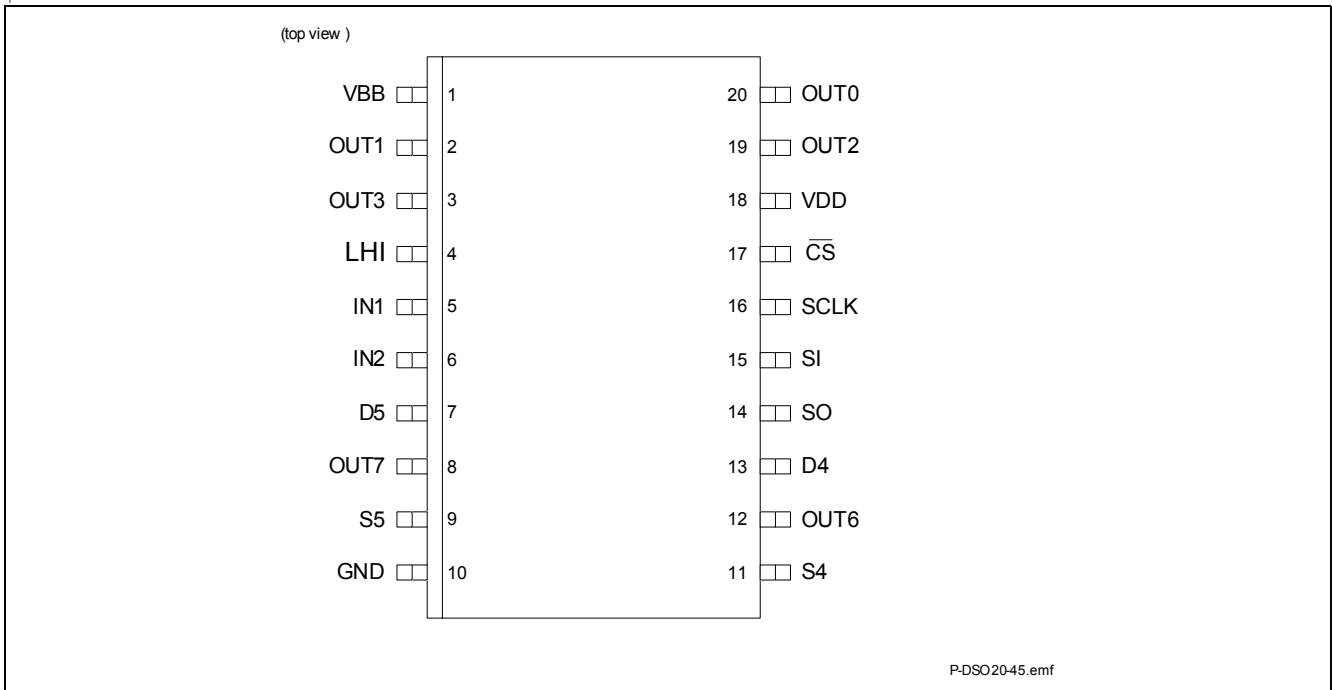 (top view )
VBB 1 20 OUT0
OUT1 2 19 OUT2
OUT3 3 18 VDD
LHI 4 17 C̅S̅
IN1 5 16 SCLK
IN2 6 15 SI
D5 7 14 SO
OUT7 8 13 D4
S5 9 12 OUT6
GND 10 11 S4
P-DSO20-45.emf